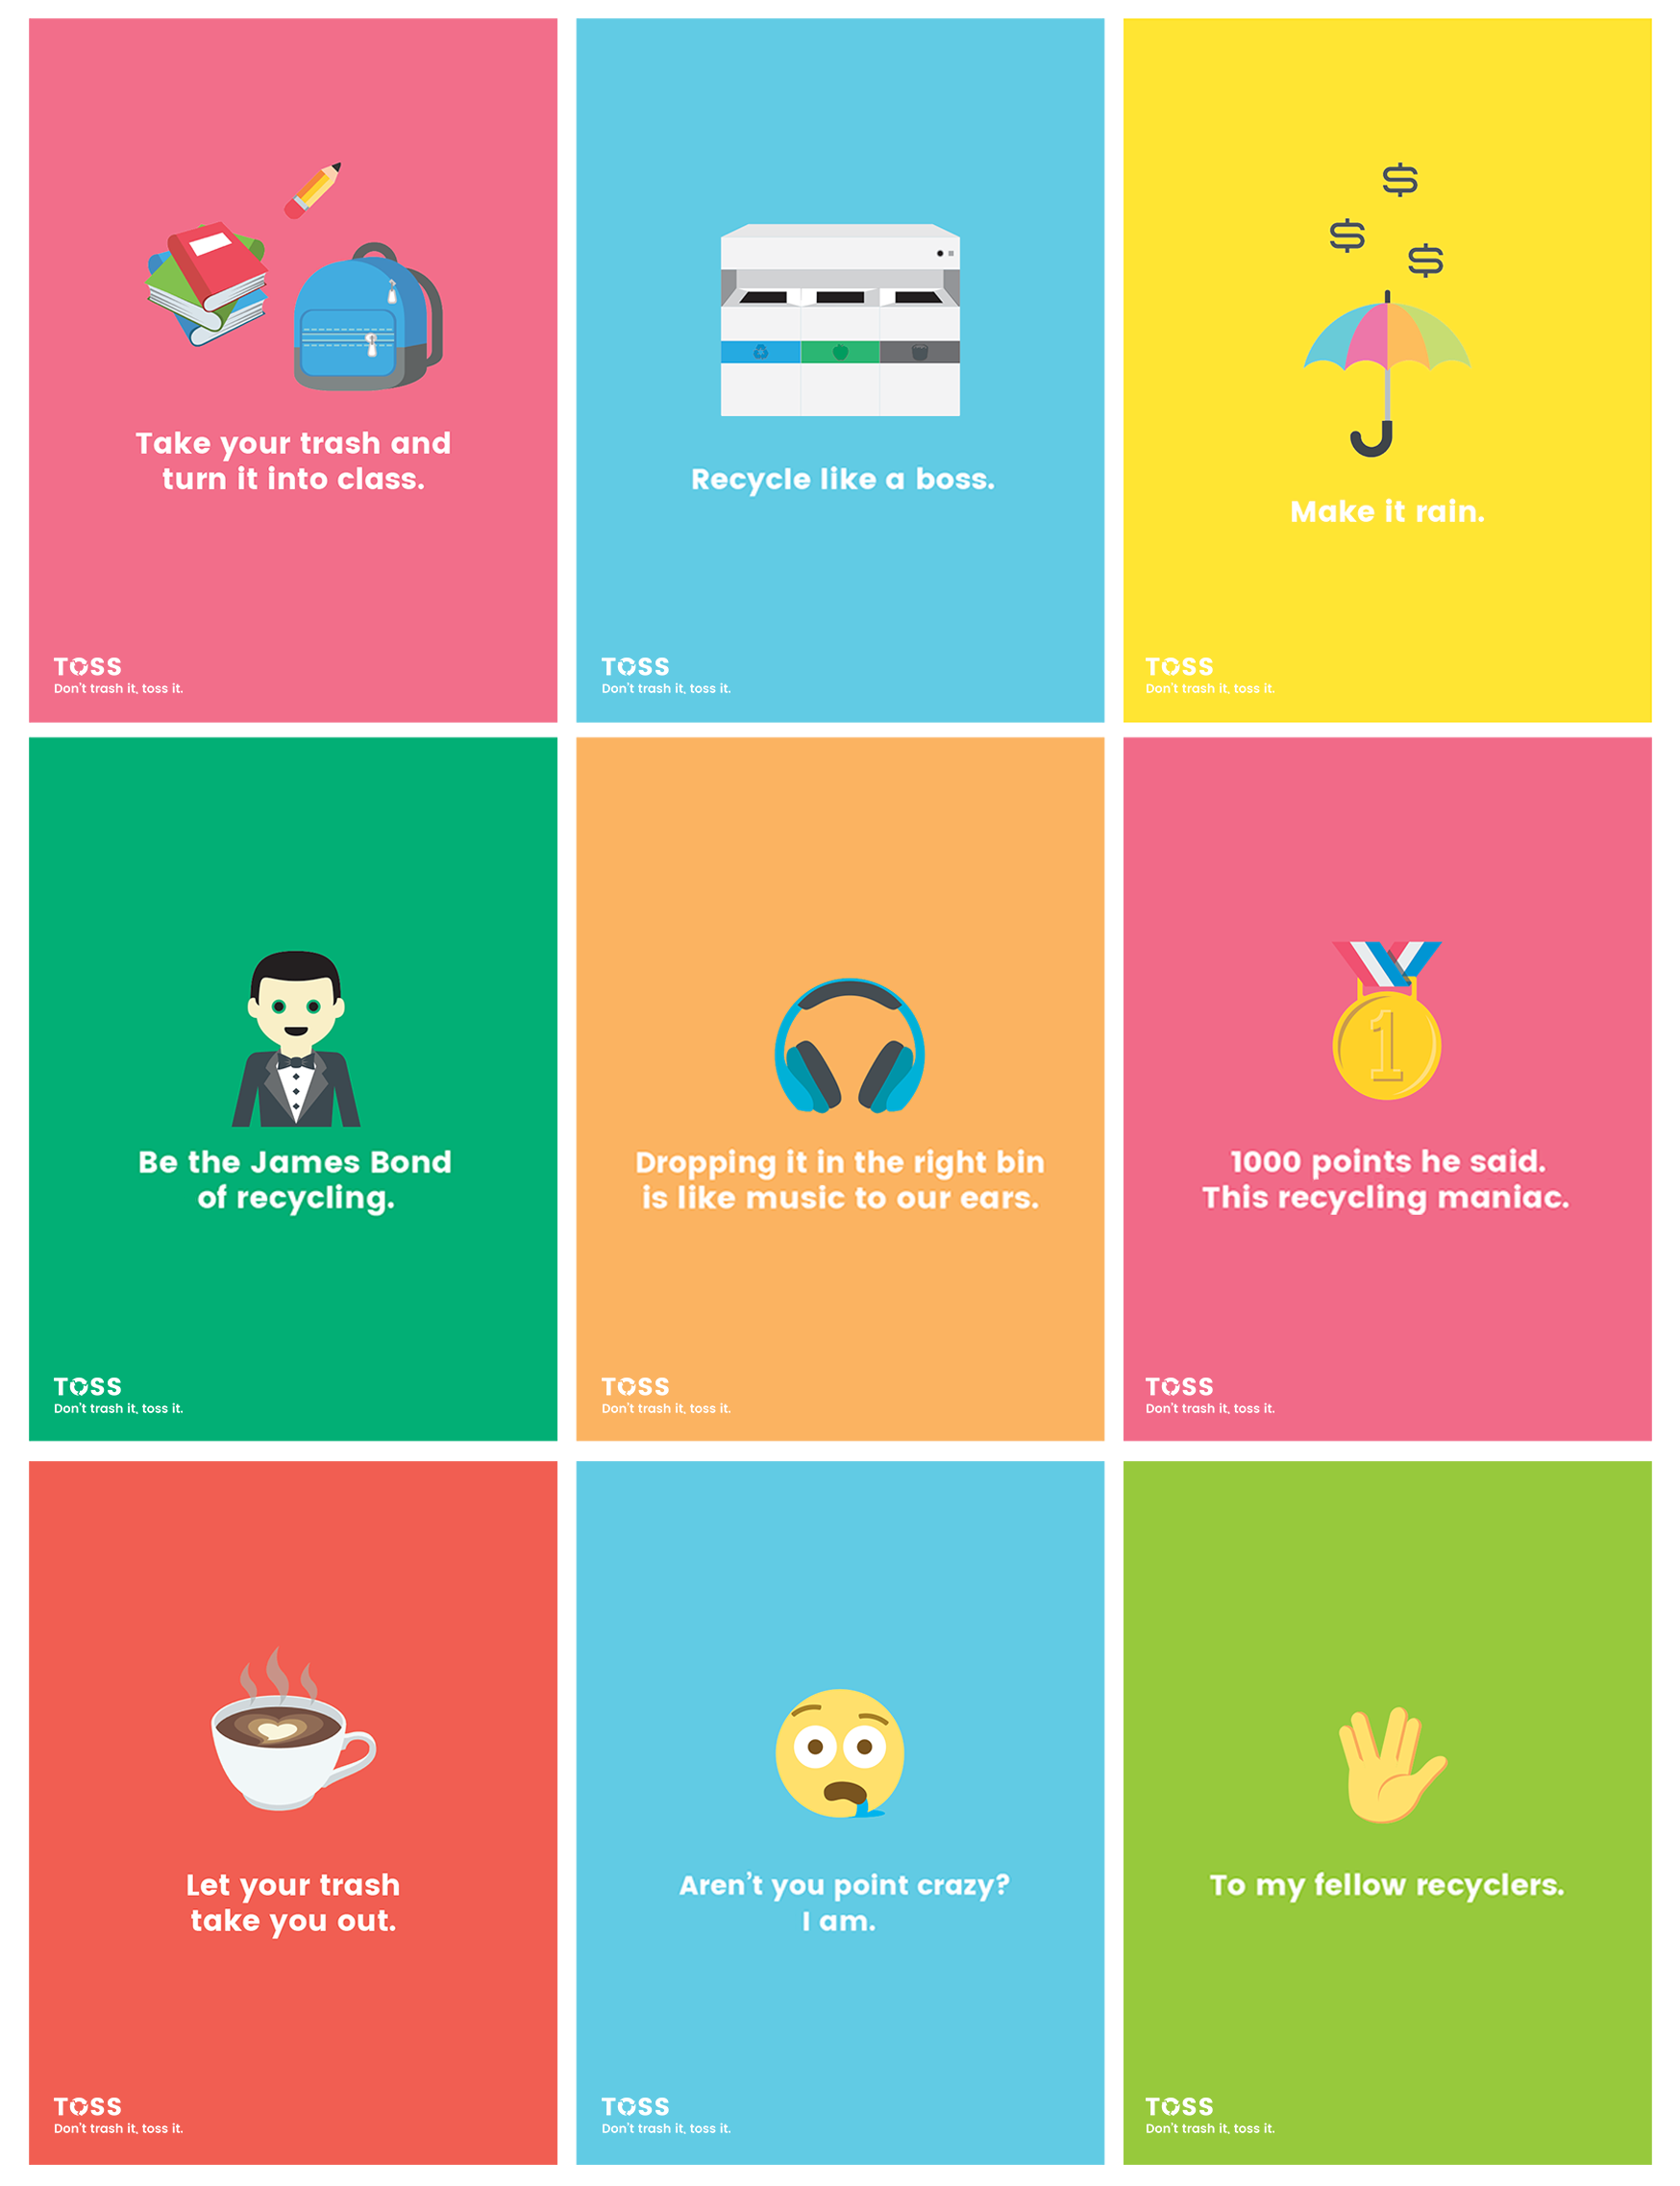 Take your trash and
turn it into class.
TOSS
Don't trash it, toss it.
Recycle like a boss.
TOSS
Don't trash it, toss it.
$
$
$
Make it rain.
TOSS
Don't trash it, toss it.
Be the James Bond
of recycling.
TOSS
Don't trash it, toss it.
Dropping it in the right bin
is like music to our ears.
TOSS
Don't trash it, toss it.
1
1000 points he said.
This recycling maniac.
TOSS
Don't trash it, toss it.
Let your trash
take you out.
TOSS
Don't trash it, toss it.
Aren't you point crazy?
I am.
TOSS
Don't trash it, toss it.
To my fellow recyclers.
TOSS
Don't trash it, toss it.